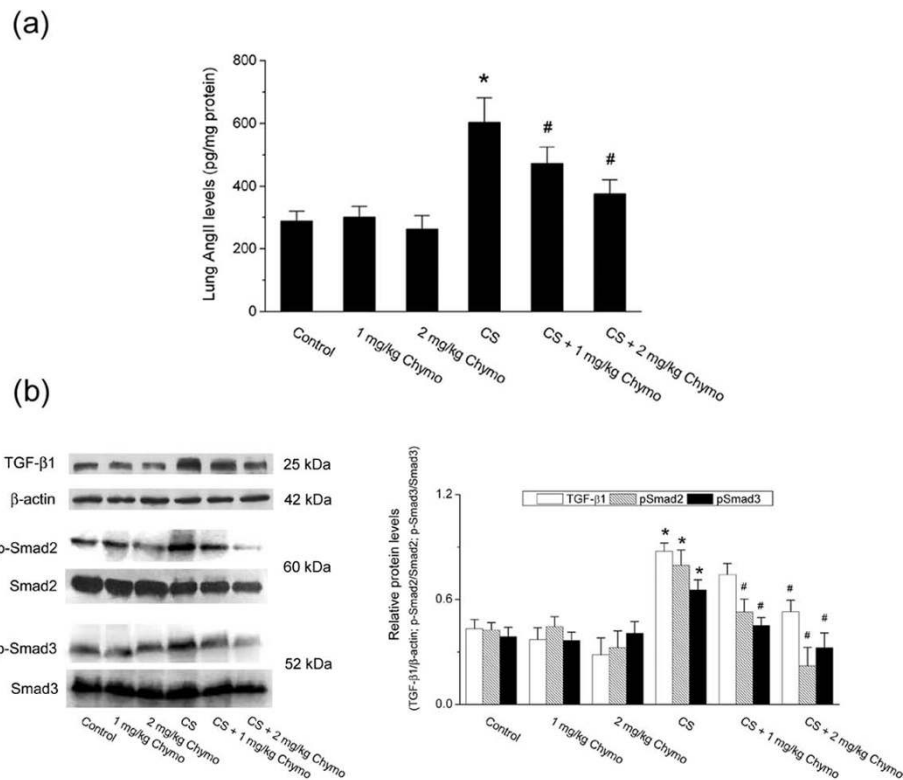 (a)
Lung AngII levels (pg/mg protein)
800
600
400
200
0
*
#
#
Control
1 mg/kg Chymo
2 mg/kg Chymo
CS
CS + 1 mg/kg Chymo
CS + 2 mg/kg Chymo
(b)
TGF-β1
25 kDa
β-actin
42 kDa
p-Smad2
60 kDa
Smad2
p-Smad3
52 kDa
Smad3
Control
1 mg/kg Chymo
2 mg/kg Chymo
CS
CS + 1 mg/kg Chymo
CS + 2 mg/kg Chymo
Relative protein levels
(TGF-β1/β-actin; p-Smad2/Smad2; p-Smad3/Smad3)
1.2
0.6
0.0
TGF-β1 pSmad2 pSmad3
* * *
# #
# # #
Control
1 mg/kg Chymo
2 mg/kg Chymo
CS
CS + 1 mg/kg Chymo
CS + 2 mg/kg Chymo